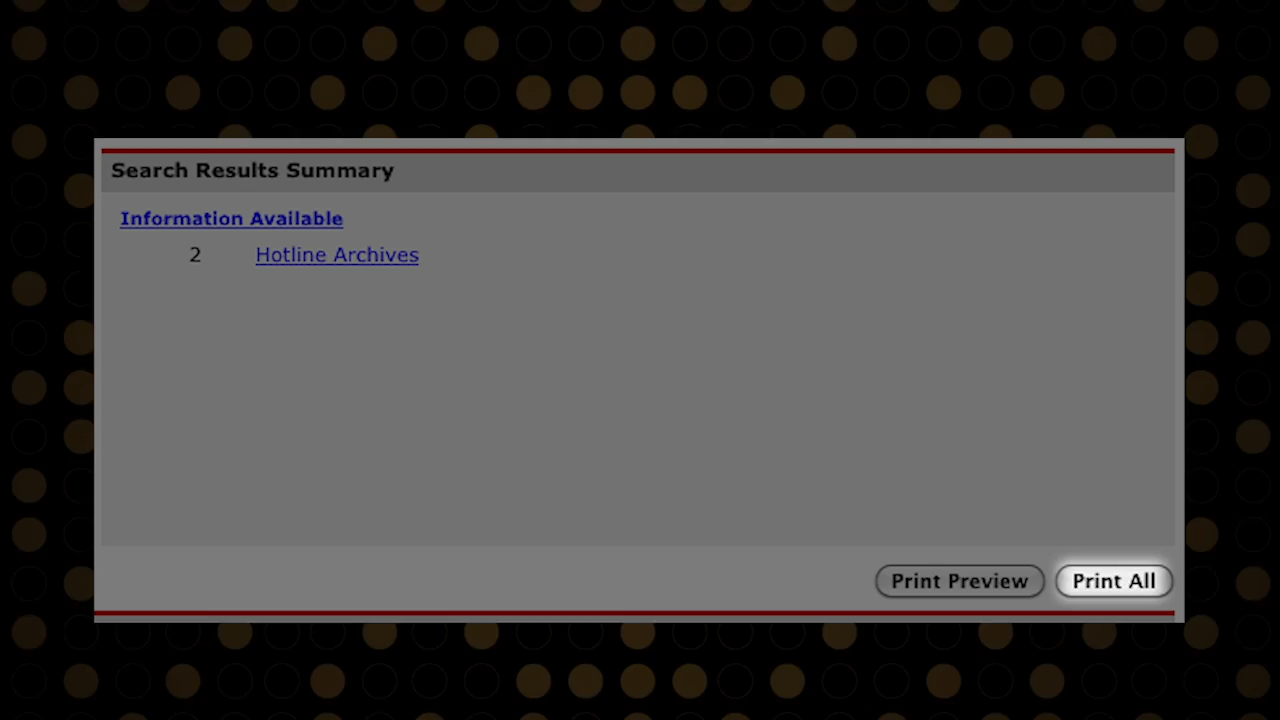 Search Results Summary
Information Available
2 Hotline Archives
Print Preview Print All